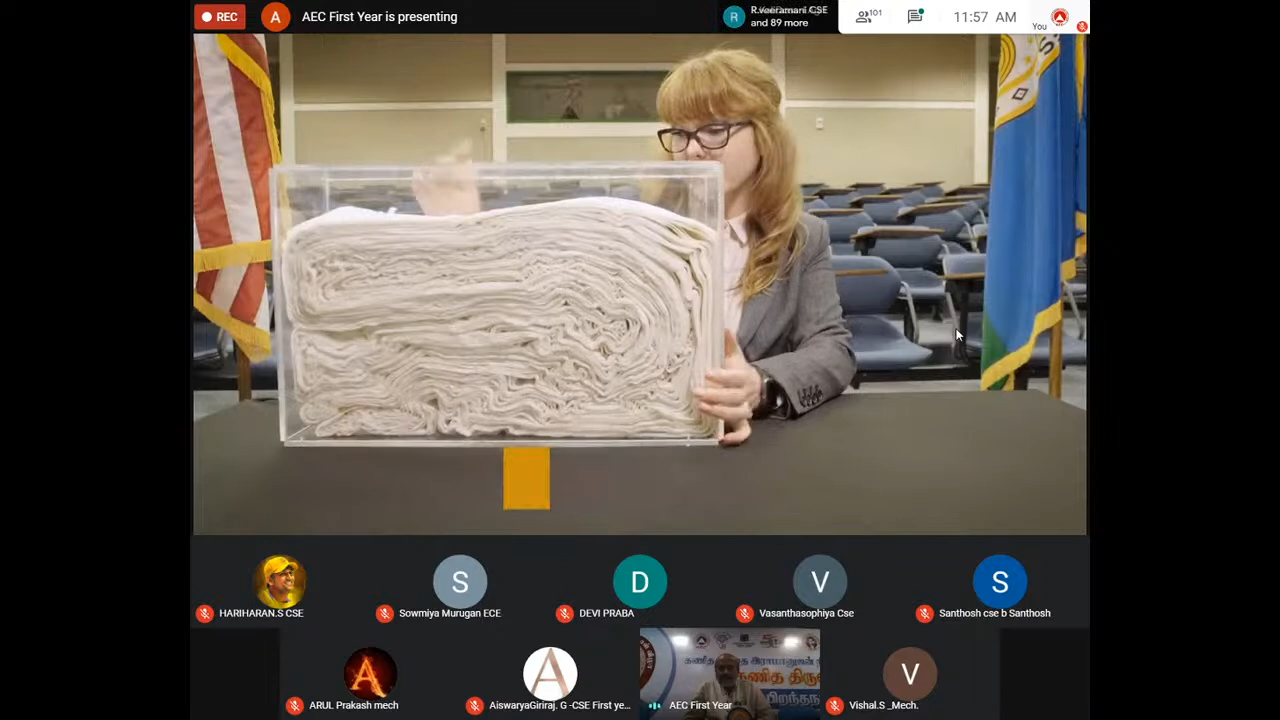 REC
A
AEC First Year is presenting
R
R.veeramani CSE
and 89 more
101
11:57 AM
You
HARIHARAN.S CSE
S
Sowmiya Murugan ECE
D
DEVI PRABA
V
Vasanthasophiya Cse
S
Santhosh cse b Santhosh
A
ARUL Prakash mech
A
AiswaryaGiriraj. G -CSE First ye...
AEC First Year
V
Vishal.S _Mech.